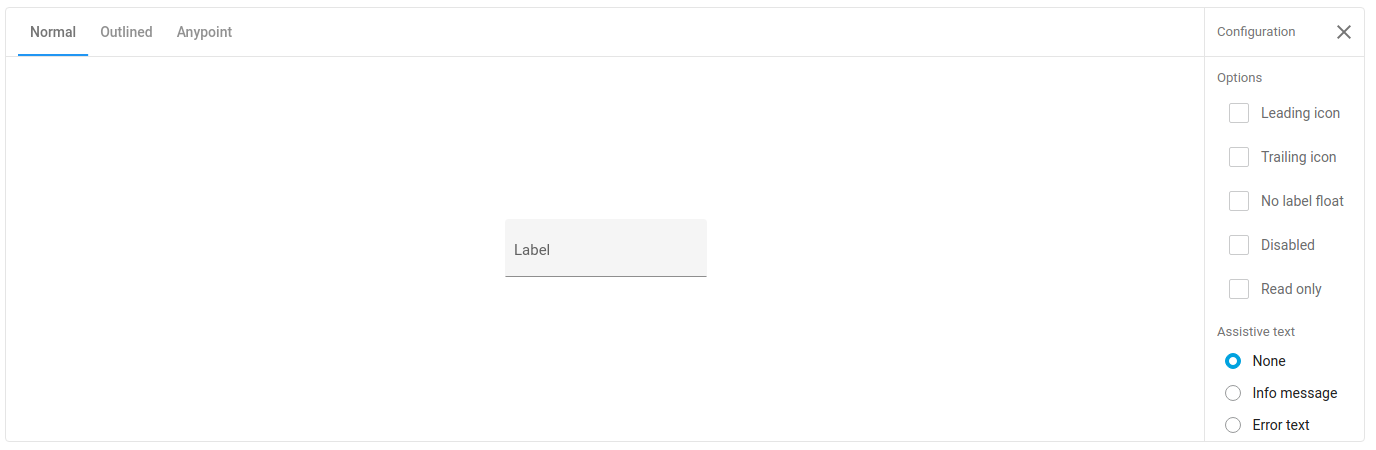 Normal Outlined Anypoint
Configuration
Options
Leading icon
Trailing icon
No label float
Disabled
Read only
Label
Assistive text
None
Info message
Error text